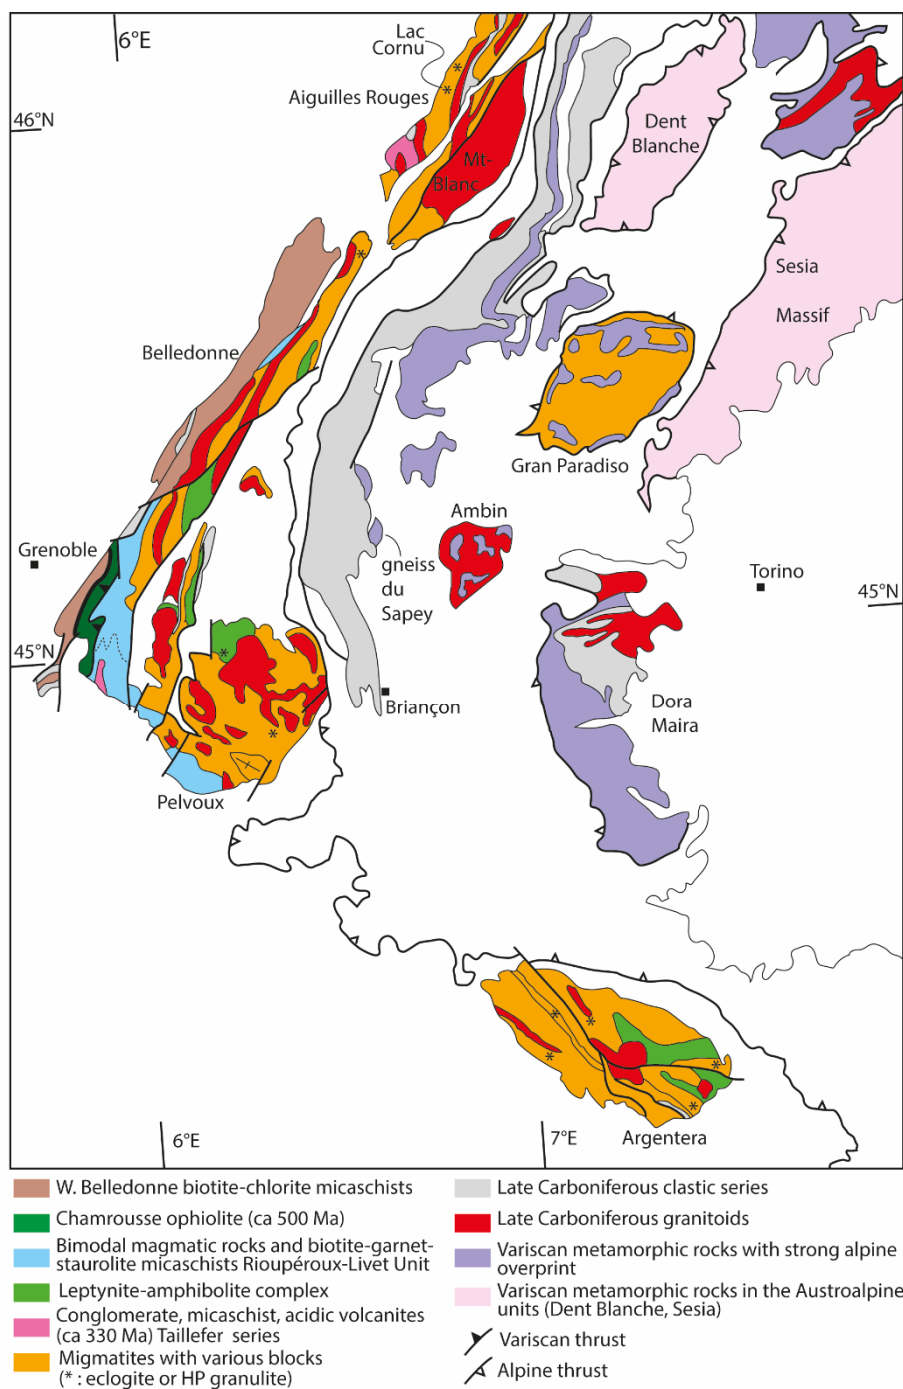 6°E
Lac
Cornu
Aiguilles Rouges
46°N
Dent
Blanche
Mt-
Blanc
Sesia
Massif
Belledonne
Gran Paradiso
Ambin
Grenoble
gneiss
du
Sapey
Torino
45°N
45°N
Briançon
Dora
Maira
Pelvoux
6°E
7°E
Argentera
W. Belledonne biotite-chlorite micaschists
Chamrousse ophiolite (ca 500 Ma)
Bimodal magmatic rocks and biotite-garnet-
staurolite micaschists Rioupéroux-Livet Unit
Leptynite-amphibolite complex
Conglomerate, micaschist, acidic volcanites
(ca 330 Ma) Taillefer series
Migmatites with various blocks
(* : eclogite or HP granulite)
Late Carboniferous clastic series
Late Carboniferous granitoids
Variscan metamorphic rocks with strong alpine
overprint
Variscan metamorphic rocks in the Austroalpine
units (Dent Blanche, Sesia)
Variscan thrust
Alpine thrust